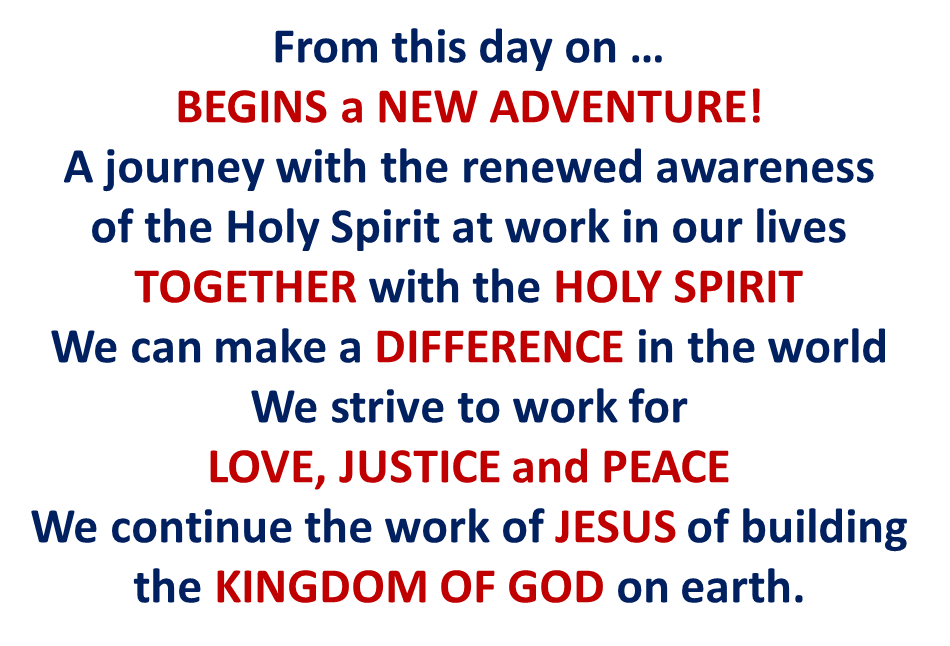 From this day on …
BEGINS a NEW ADVENTURE!
A journey with the renewed awareness
of the Holy Spirit at work in our lives
TOGETHER with the HOLY SPIRIT
We can make a DIFFERENCE in the world
We strive to work for
LOVE, JUSTICE and PEACE
We continue the work of JESUS of building
the KINGDOM OF GOD on earth.